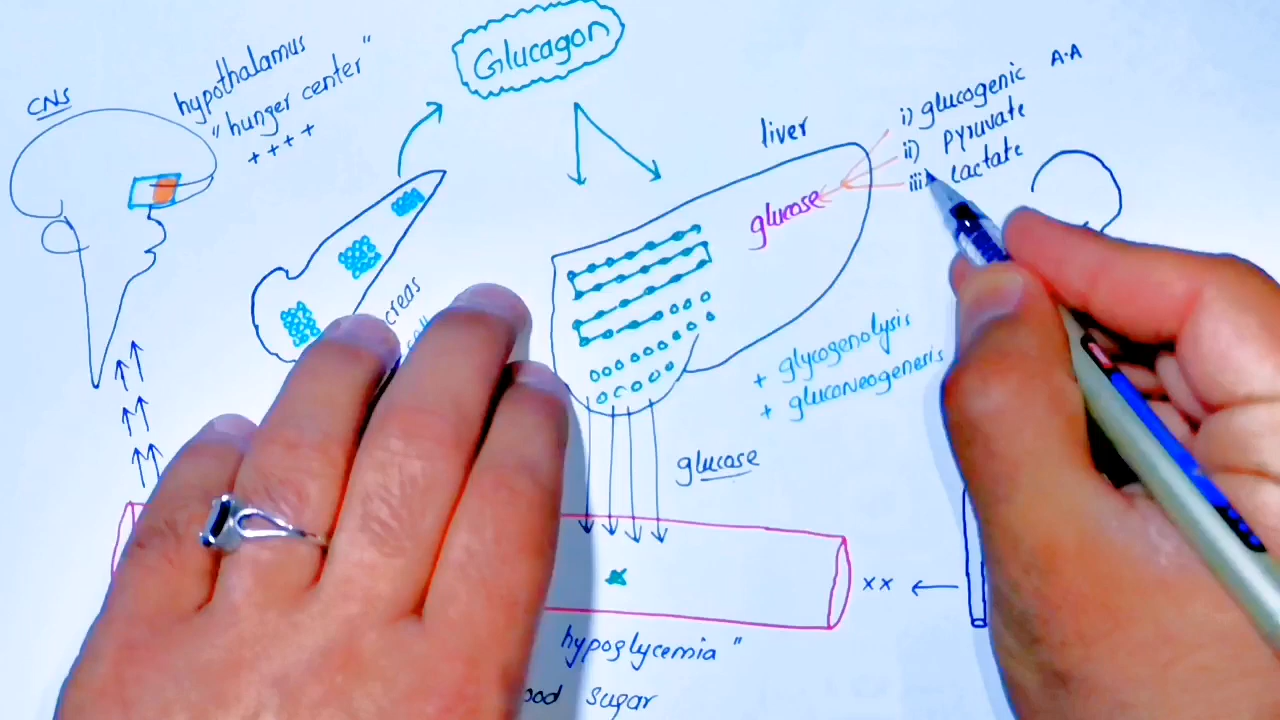 Glucagon
CNS
hypothalamus
"hunger center"
++++
liver
glucose
i) glucogenic A.A
ii) pyruvate
iii) Lactate
+ glycogenolysis
+ gluconeogenesis
glucose
xx
hypoglycemia"
sugar